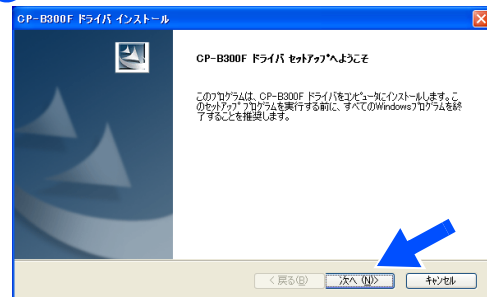 CP-B300F ドライバ インストール
CP-B300F ドライバ セットアップへようこそ
このプログラムは、CP-B300F ドライバをコンピュータにインストールします。こ
のセットアップ プログラムを実行する前に、すべてのWindowsプログラムを終
了することを推奨します。
< 戻る(B)
次へ (N)>
キャンセル